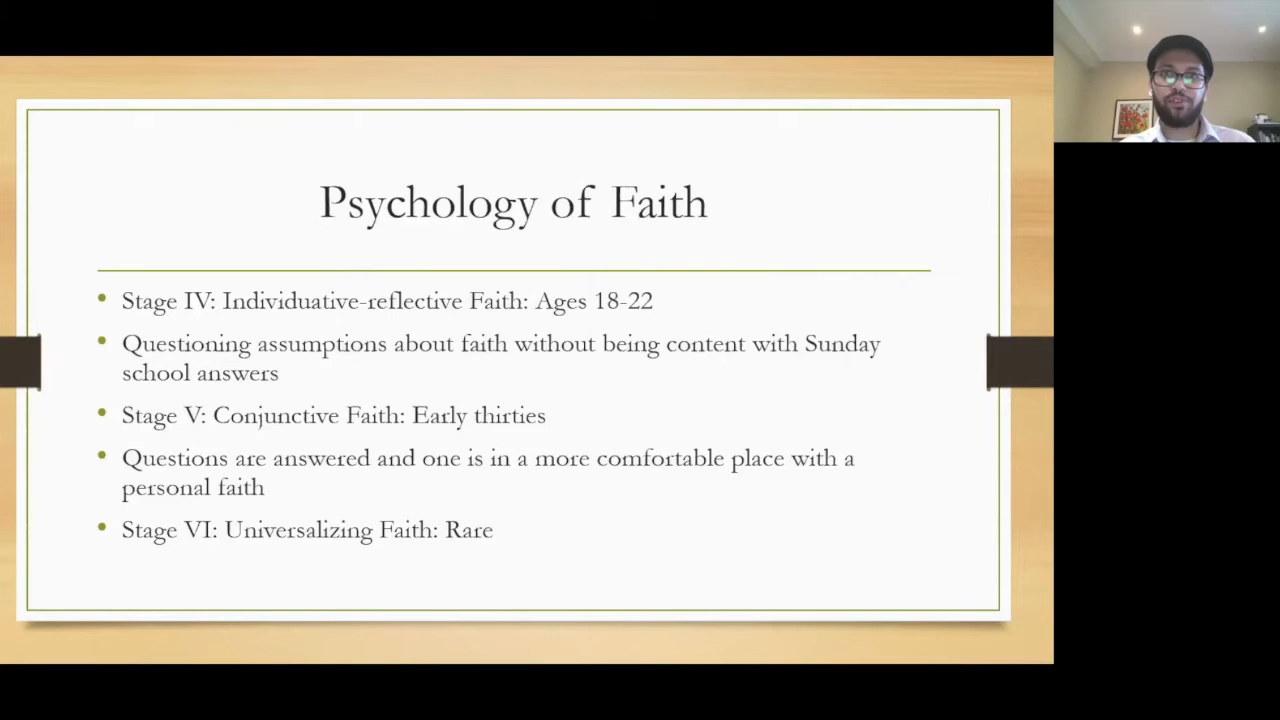 Psychology of Faith
• Stage IV: Individuative-reflective Faith: Ages 18-22
• Questioning assumptions about faith without being content with Sunday
school answers
• Stage V: Conjunctive Faith: Early thirties
• Questions are answered and one is in a more comfortable place with a
personal faith
• Stage VI: Universalizing Faith: Rare